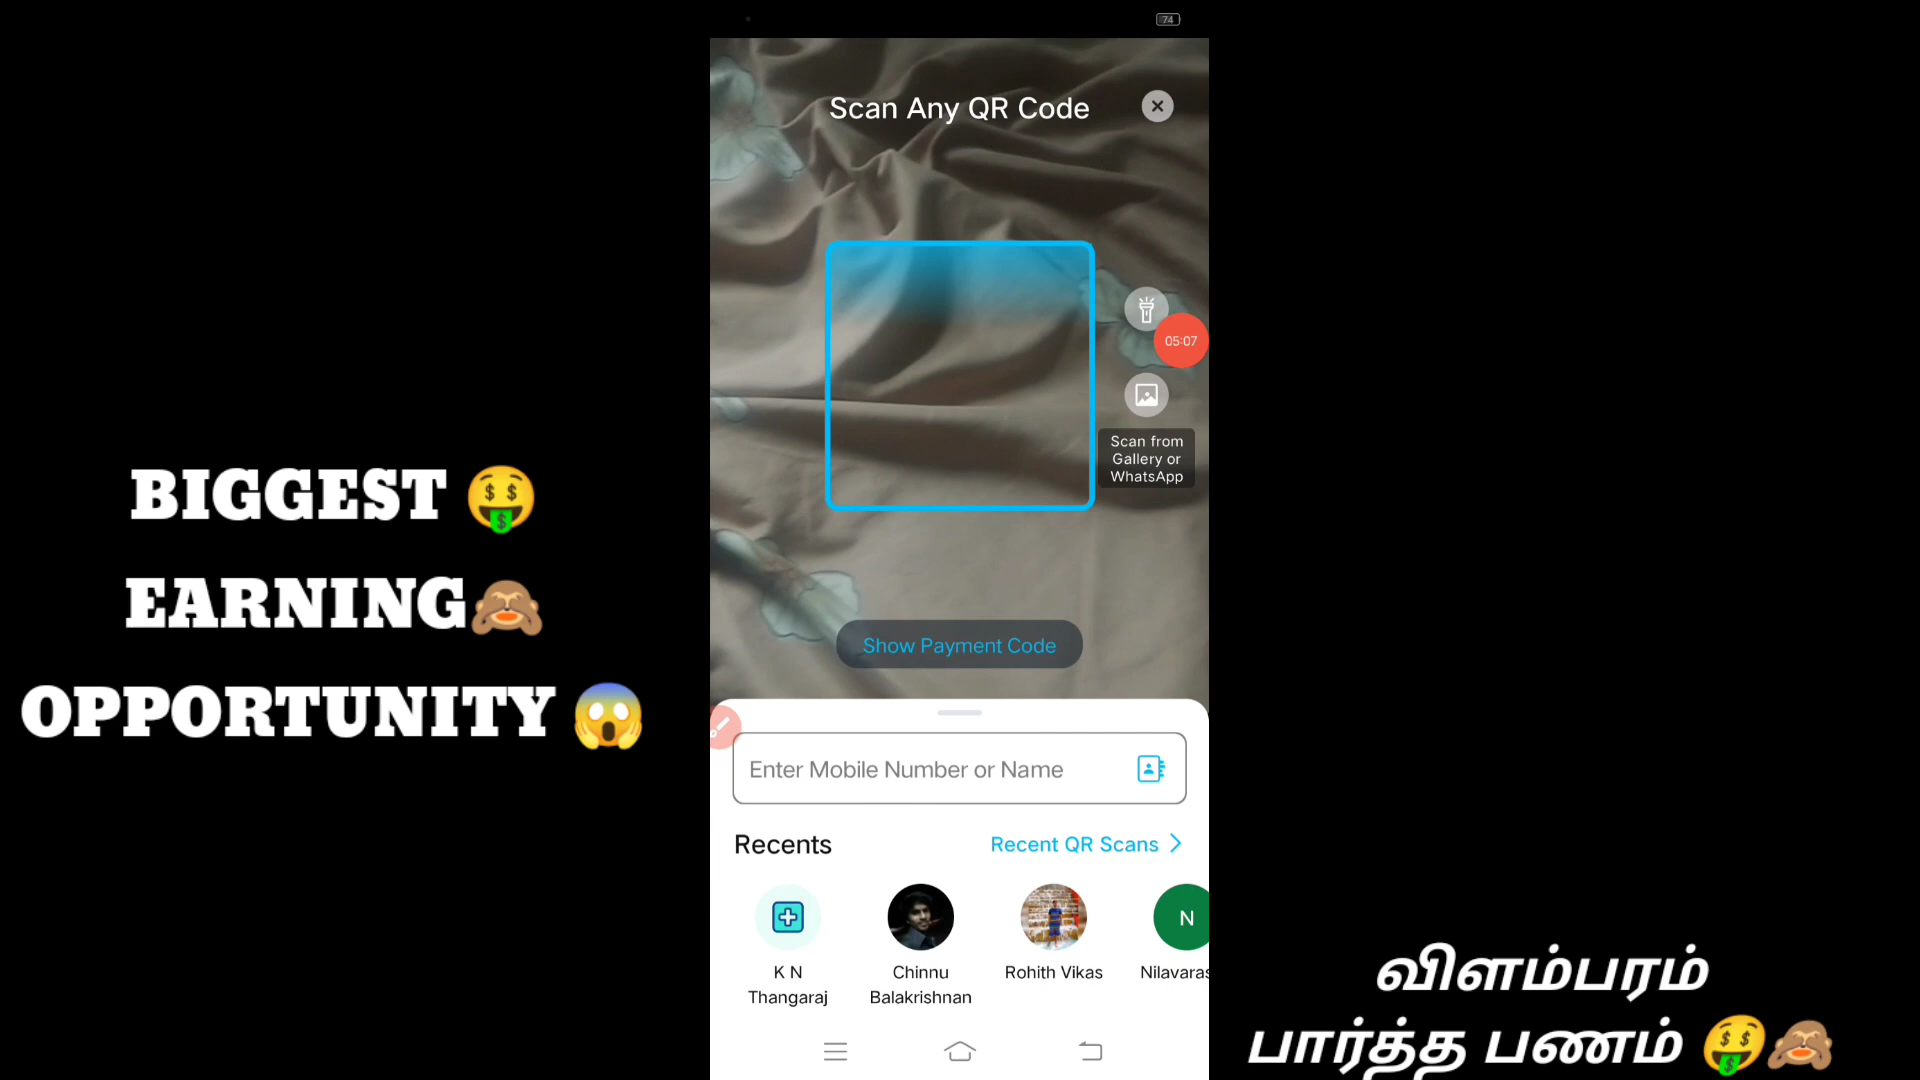 74
Scan Any QR Code
05:07
Scan from
Gallery or
WhatsApp
BIGGEST 🤑
EARNING🙈
OPPORTUNITY 😱
Show Payment Code
Enter Mobile Number or Name
Recents
Recent QR Scans
K N
Thangaraj
Chinnu
Balakrishnan
Rohith Vikas
N
Nilavaras
விளம்பரம்
பார்த்த பணம் 🤑🙈